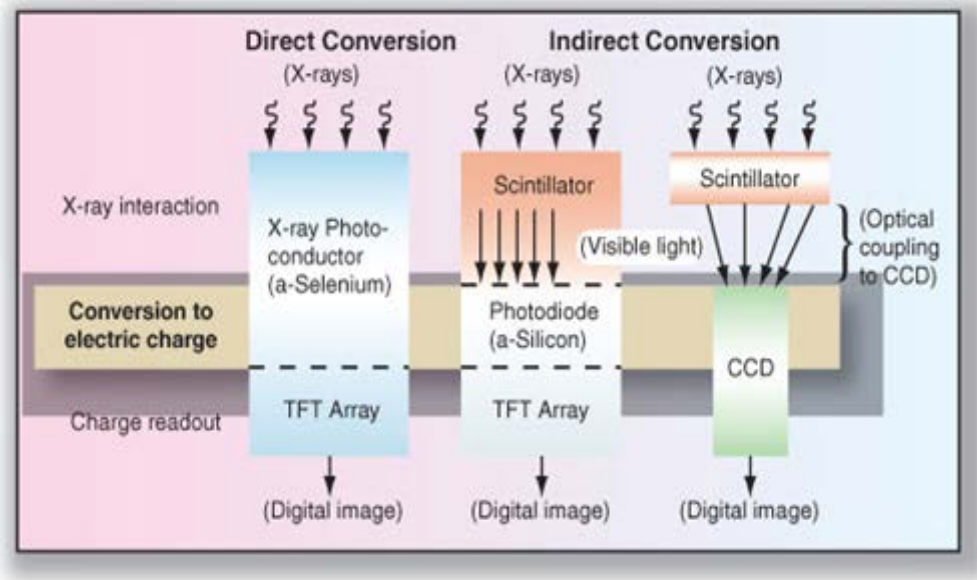 Direct Conversion
Indirect Conversion
(X-rays)
(X-rays)
(X-rays)
X-ray interaction
X-ray Photo-
conductor
(a-Selenium)
Scintillator
(Visible light)
Scintillator
(Optical
coupling
to CCD)
Conversion to
electric charge
Photodiode
(a-Silicon)
CCD
Charge readout
TFT Array
TFT Array
(Digital image)
(Digital image)
(Digital image)